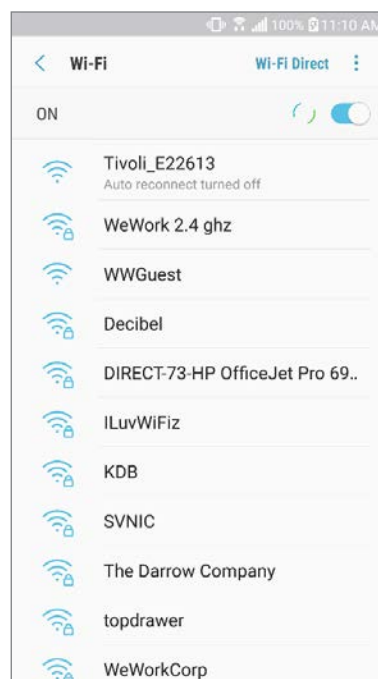 100% 11:10 AM
Wi-Fi Wi-Fi Direct
ON
Tivoli_E22613
Auto reconnect turned off
WeWork 2.4 ghz
WWGuest
Decibel
DIRECT-73-HP OfficeJet Pro 69..
ILuvWiFiz
KDB
SVNIC
The Darrow Company
topdrawer
WeWorkCorp